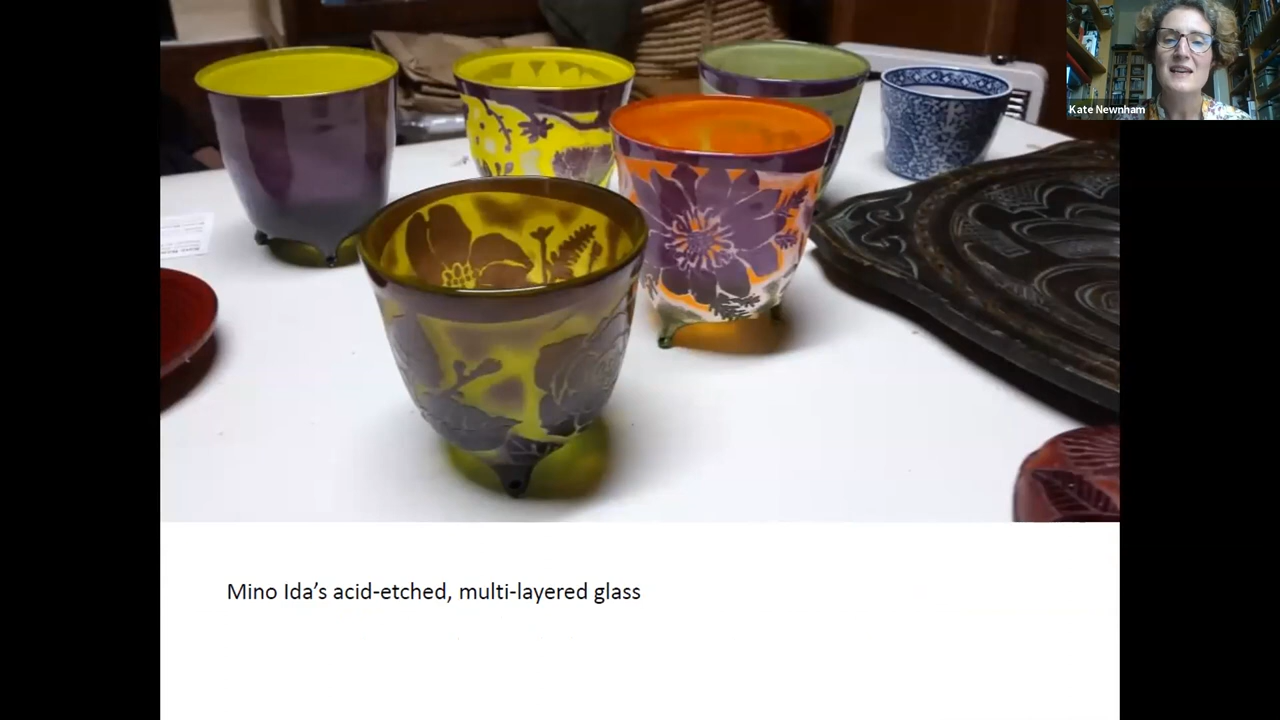 Kate Newnham
Mino Ida’s acid-etched, multi-layered glass